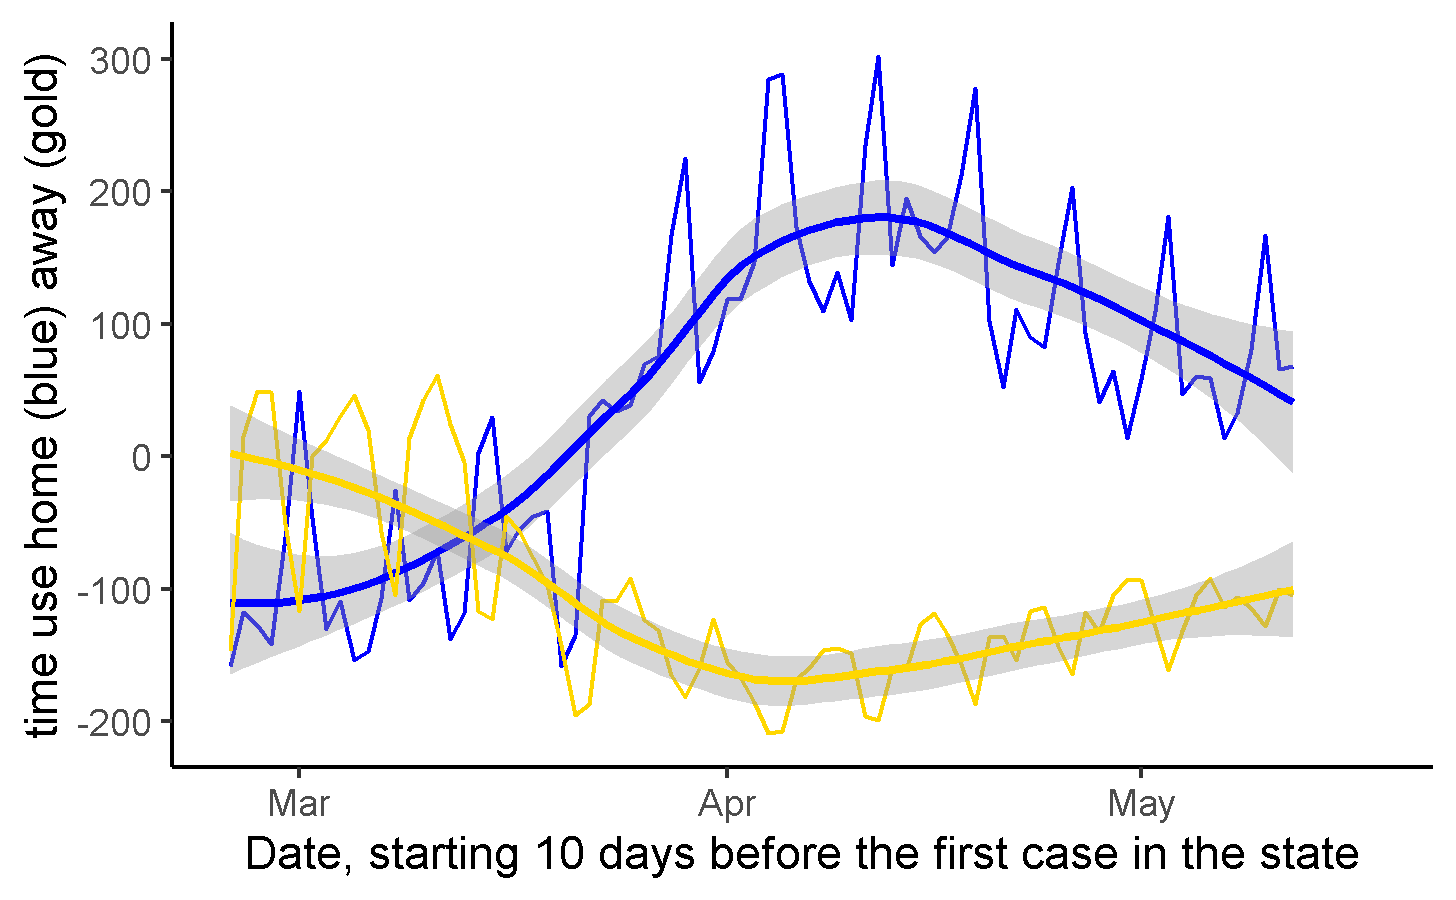 time use home (blue) away (gold)
300
200
100
0
-100
-200
Mar Apr May
Date, starting 10 days before the first case in the state